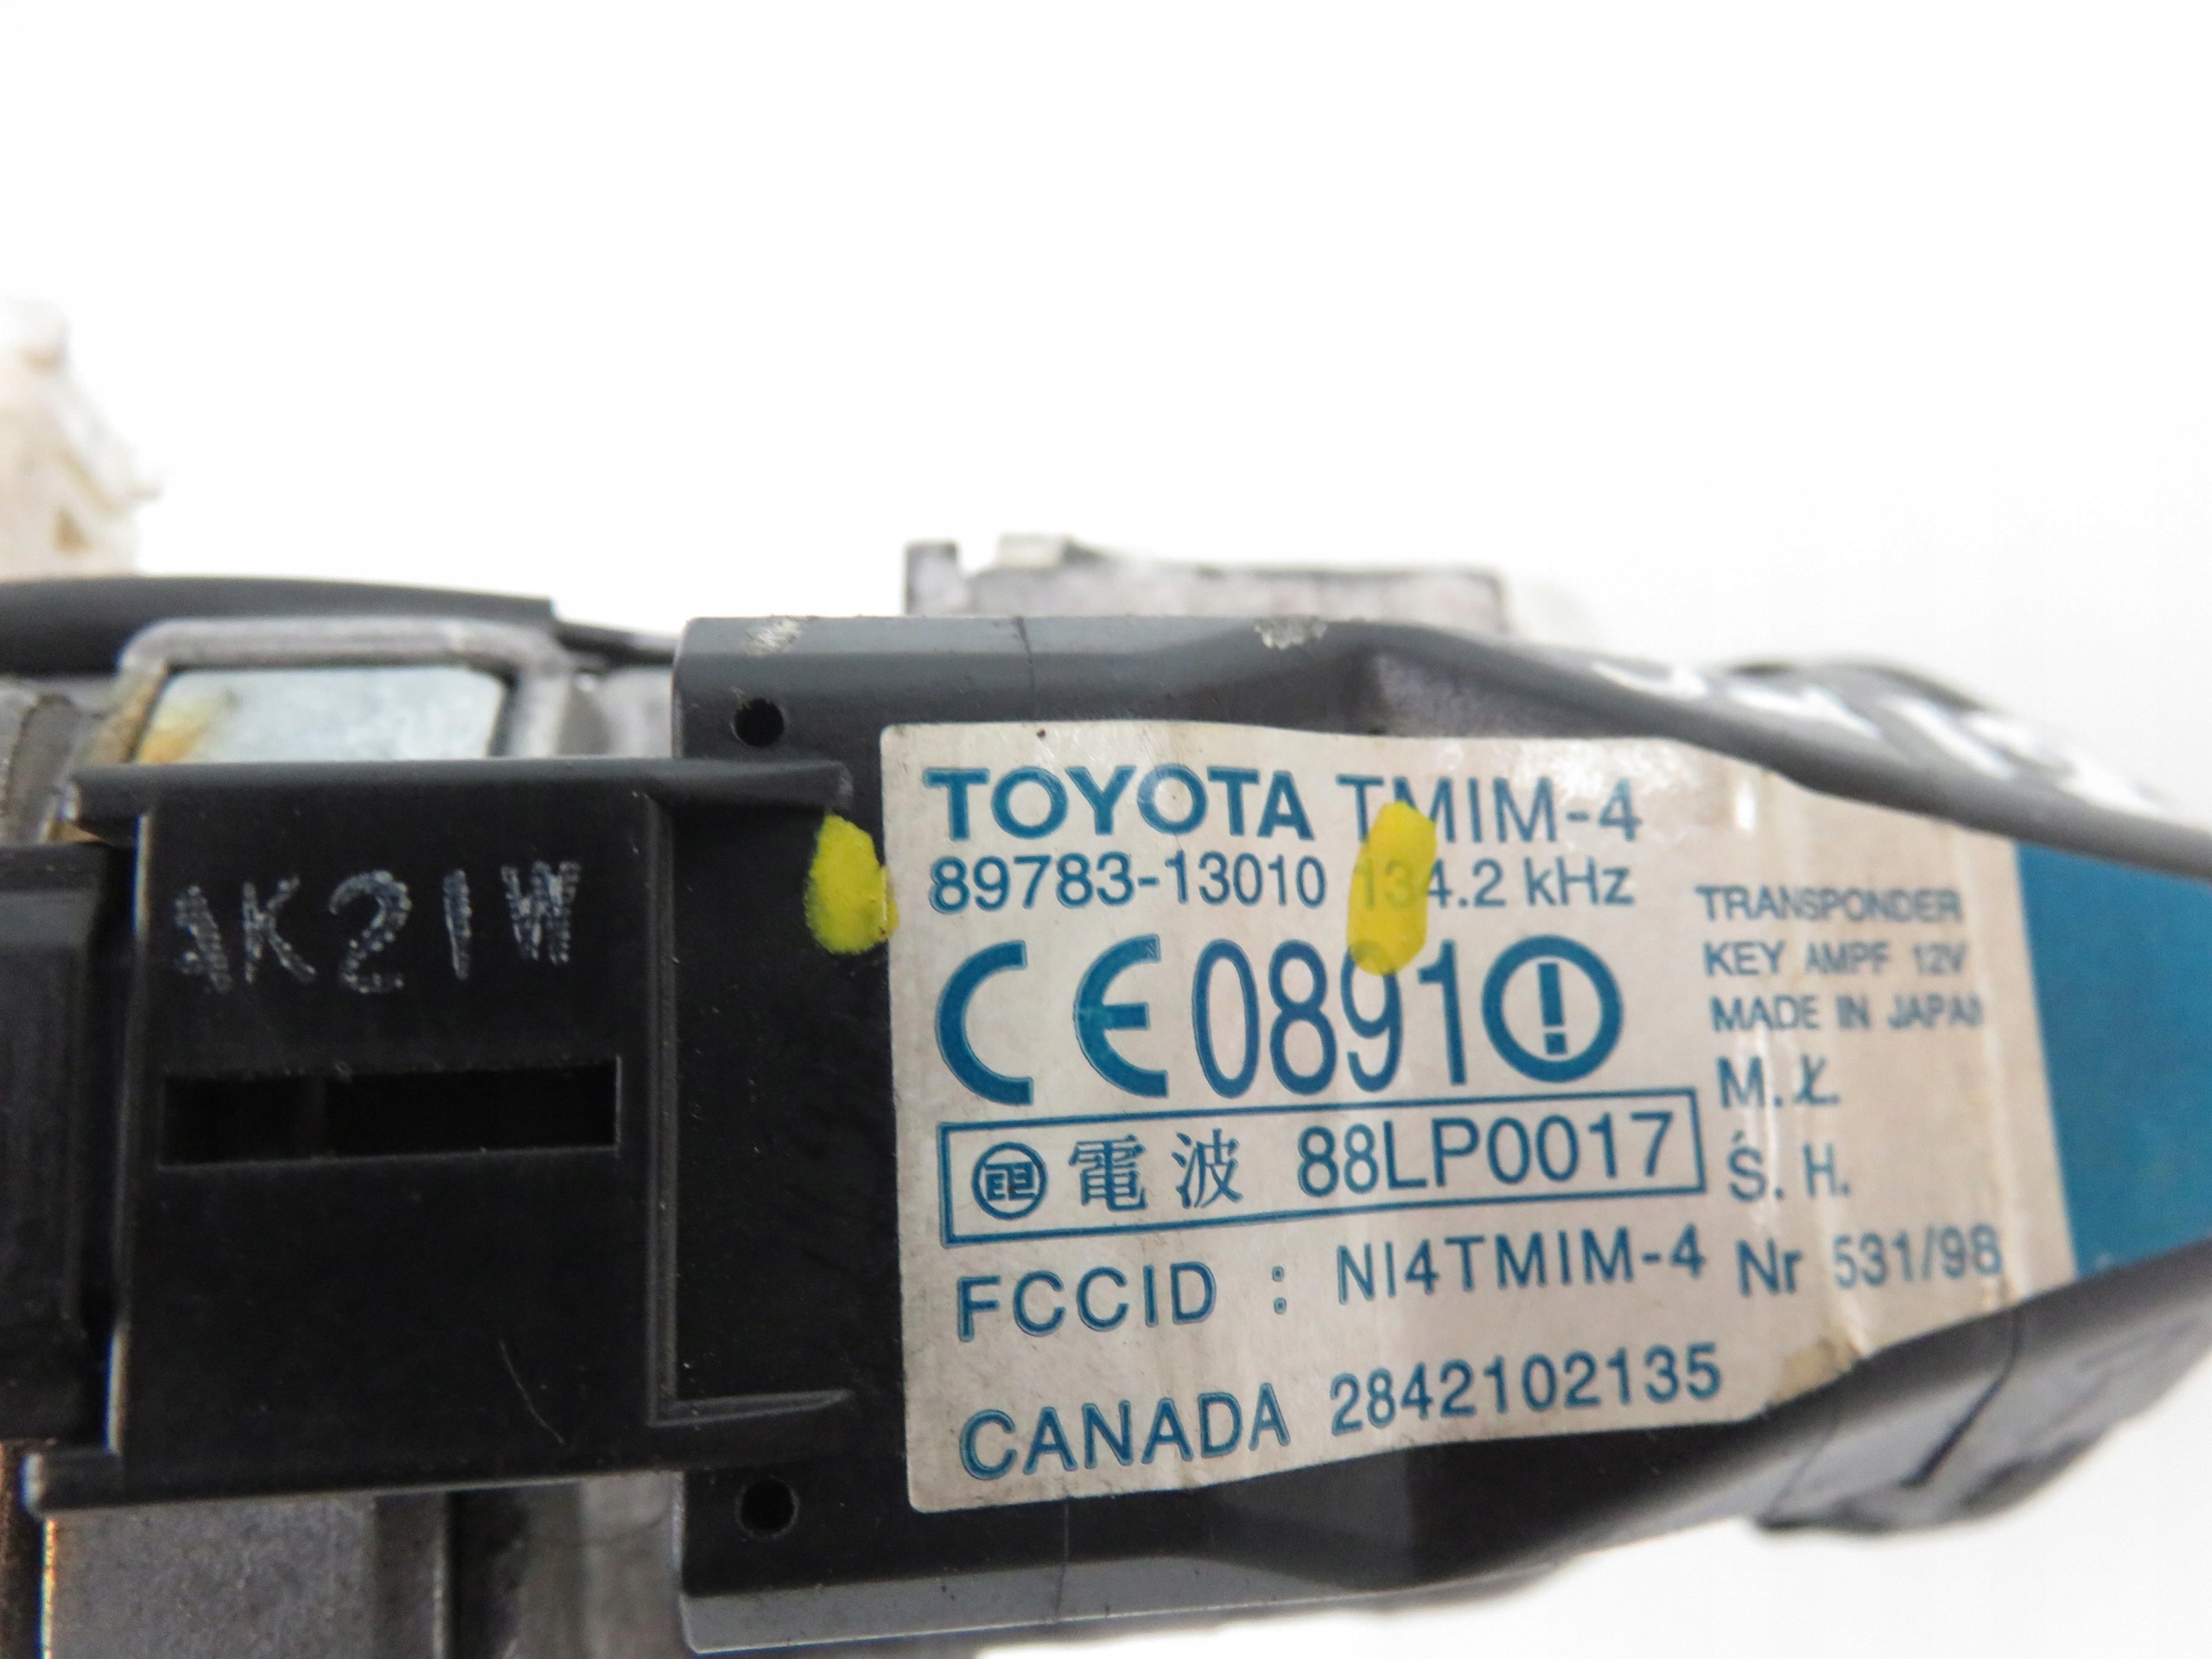 AK21W
TOYOTA TMIM-4
89783-13010 134.2 kHz
CE0891
電波 88LP0017
FCCID : NI4TMIM-4
CANADA 2842102135
TRANSPONDER
KEY AMPF 12V
MADE IN JAPAN
M.Ł.
Ś. H.
Nr 531/98